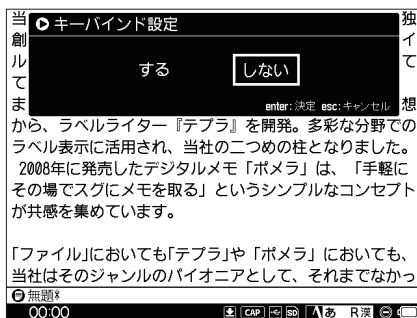 当
独
創
イ
ル
て
て
ま
想
キーバインド設定
する
しない
enter:決定 esc:キャンセル
から、ラベルライター『テプラ』を開発。多彩な分野での
ラベル表示に活用され、当社の二つめの柱となりました。
2008年に発売したデジタルメモ「ポメラ」は、「手軽に
その場でスグにメモを取る」というシンプルなコンセプト
が共感を集めています。
「ファイル」においても「テプラ」や「ポメラ」においても、
当社はそのジャンルのパイオニアとして、それまでなかっ
無題*
00:00
CAP
SD
あ
R漢